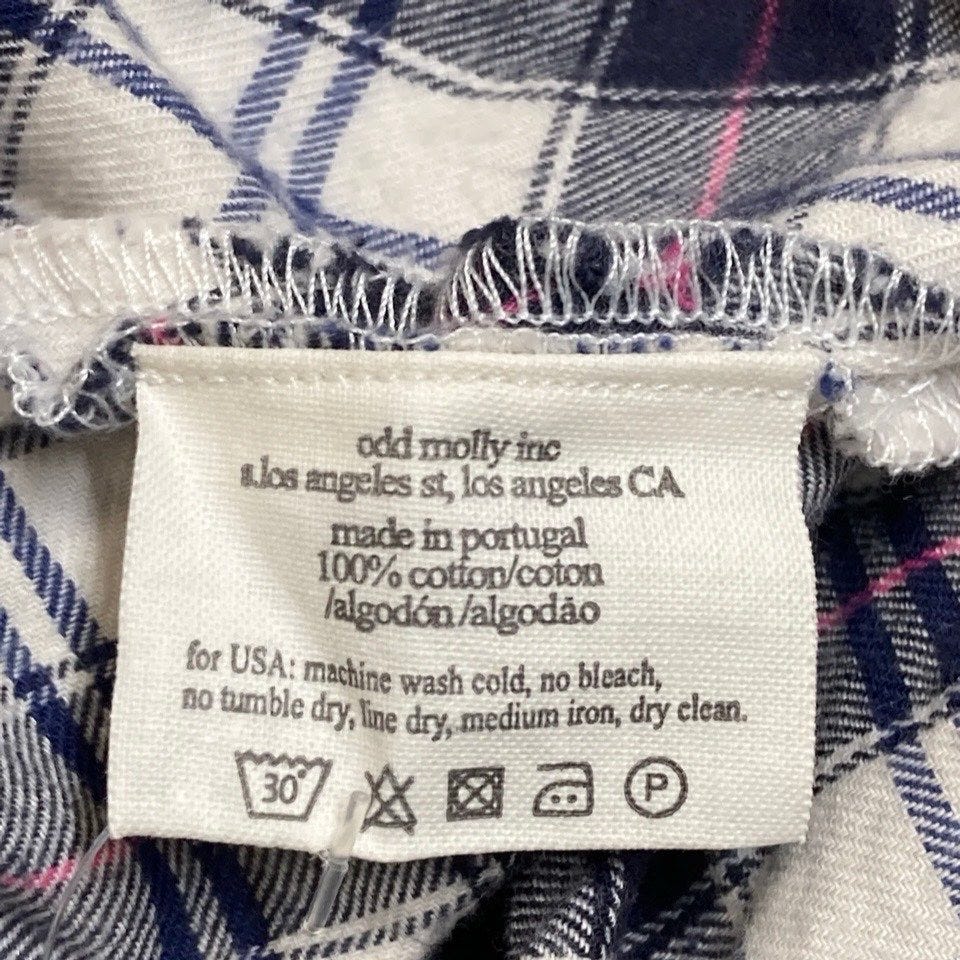 odd molly inc
s.los angeles st, los angeles CA
made in portugal
100% cotton/coton
/algodón/algodão
for USA: machine wash cold, no bleach,
no tumble dry, line dry, medium iron, dry clean.
30°
P